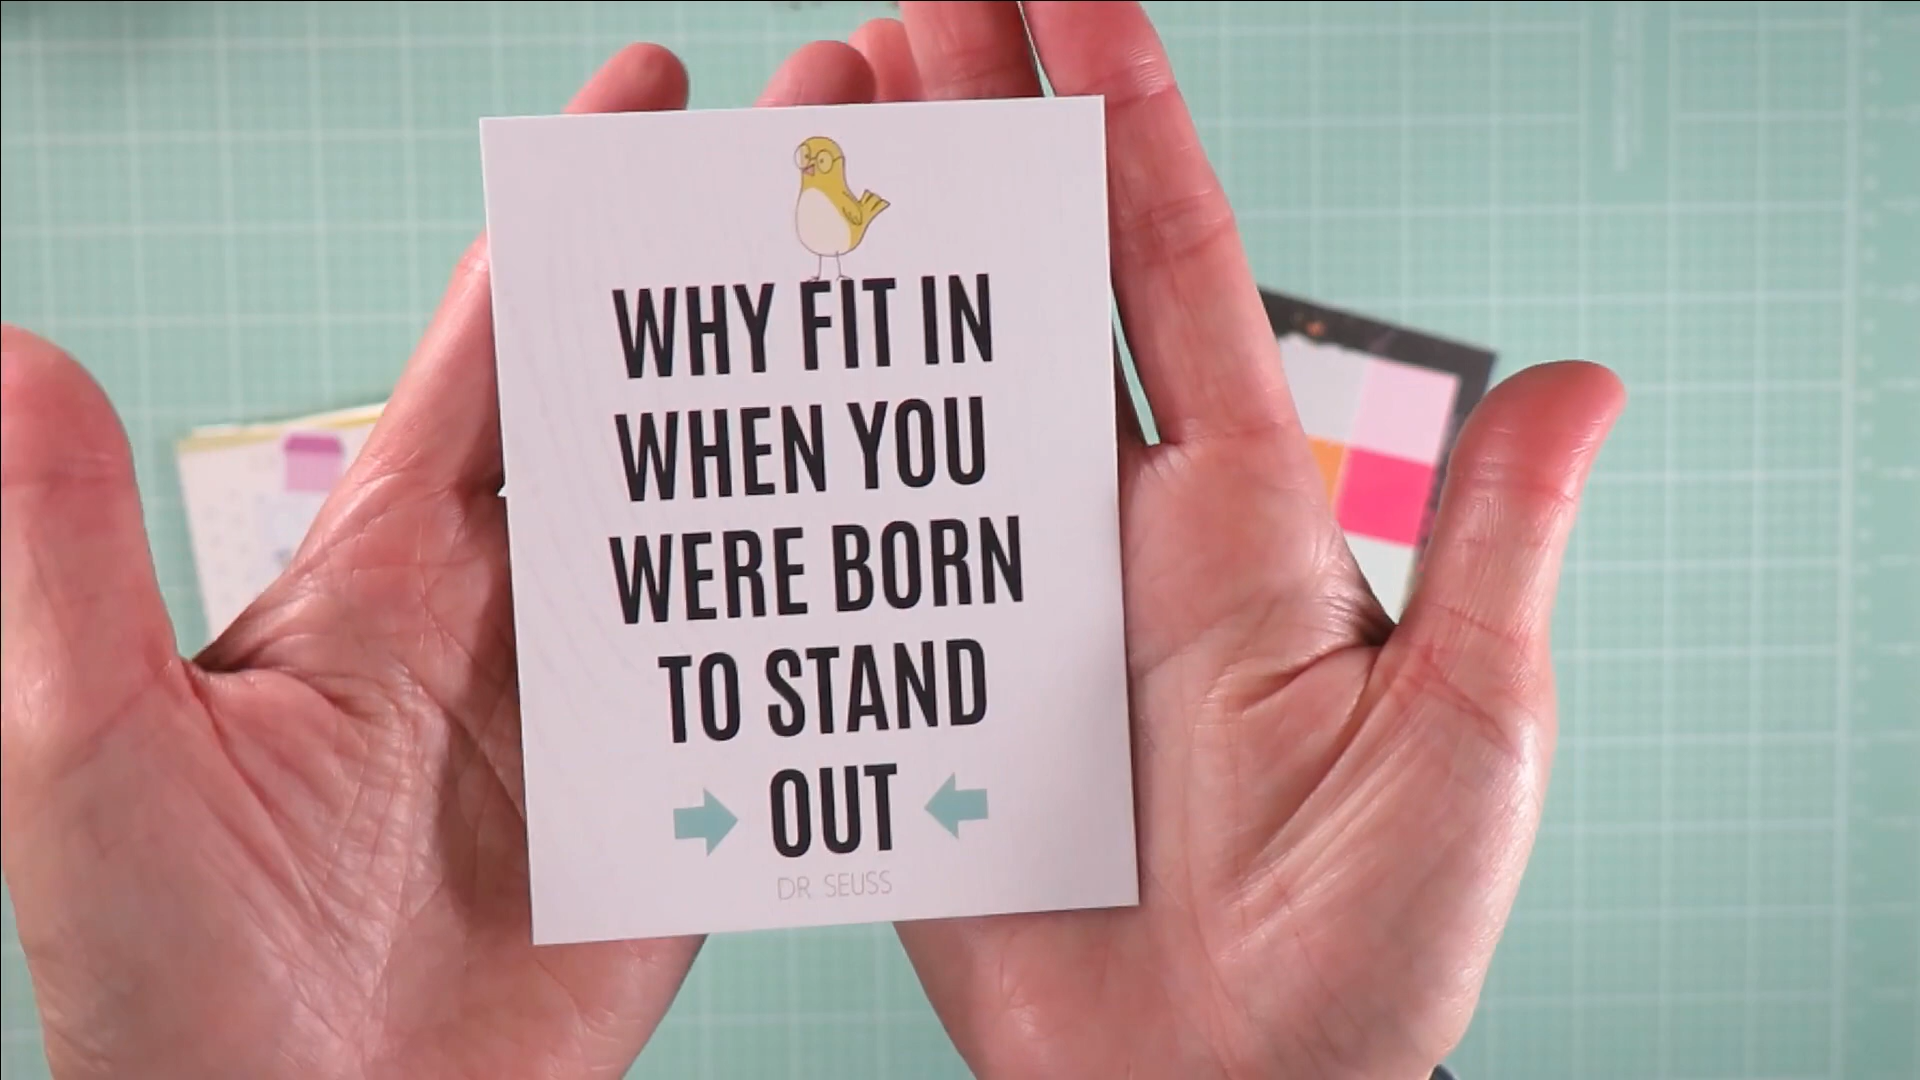 WHY FIT IN
WHEN YOU
WERE BORN
TO STAND
OUT
DR. SEUSS